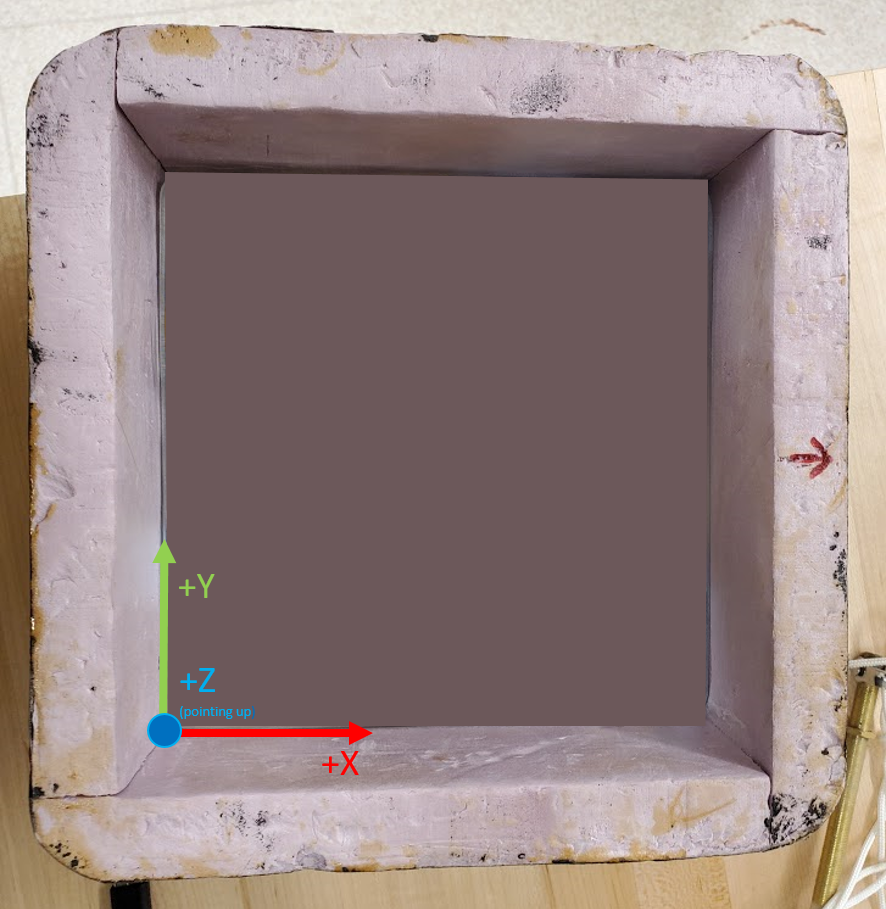 +Y
+Z
(pointing up)
+X